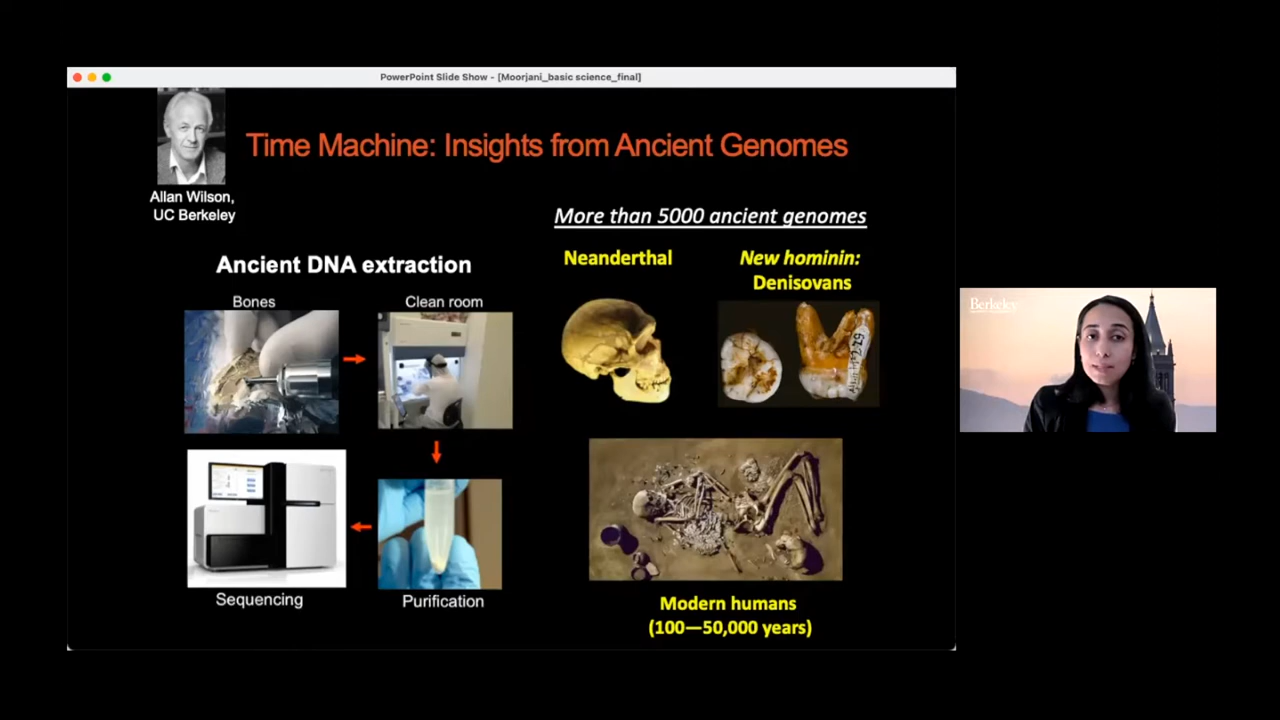 PowerPoint Slide Show - [Moorjani_basic science_final]
Time Machine: Insights from Ancient Genomes
Allan Wilson,
UC Berkeley
More than 5000 ancient genomes
Ancient DNA extraction
Neanderthal
New hominin:
Denisovans
Bones
Clean room
Sequencing
Purification
Modern humans
(100—50,000 years)
Berkeley